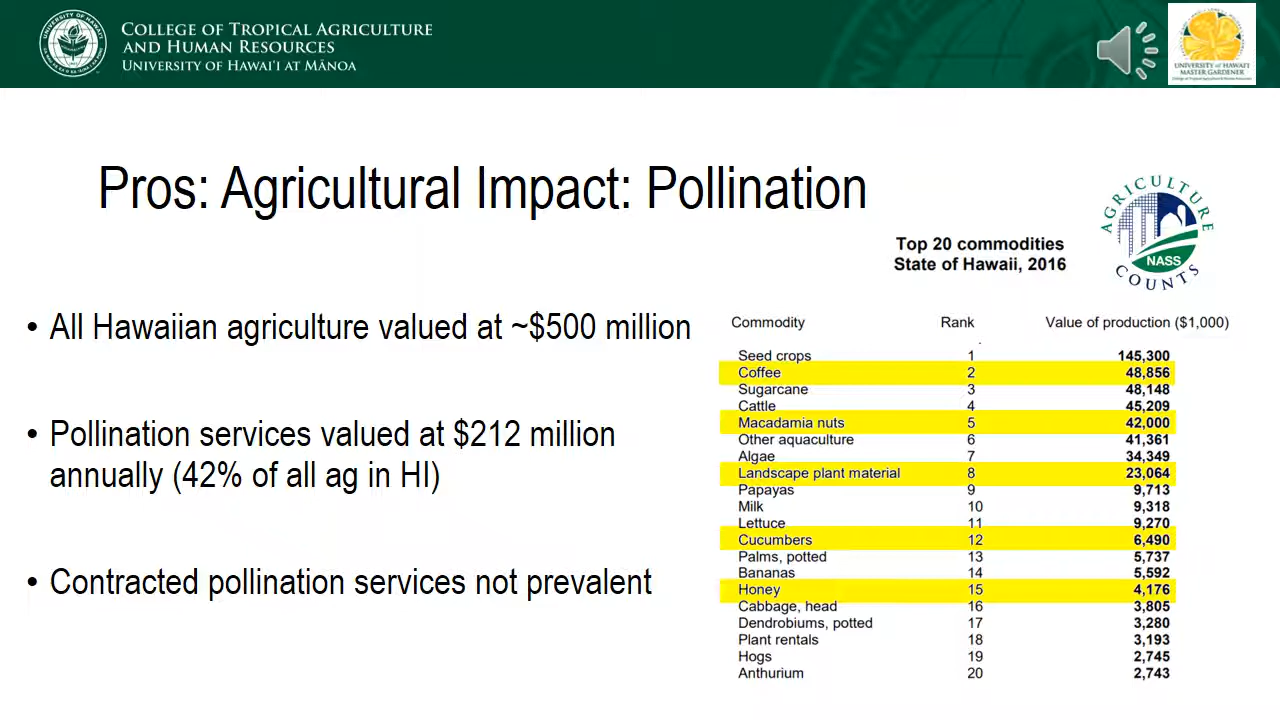 COLLEGE OF TROPICAL AGRICULTURE
AND HUMAN RESOURCES
UNIVERSITY OF HAWAIʻI AT MĀNOA
UNIVERSITY of HAWAIʻI
MASTER GARDENER
Pros: Agricultural Impact: Pollination
• All Hawaiian agriculture valued at ~$500 million
• Pollination services valued at $212 million
annually (42% of all ag in HI)
• Contracted pollination services not prevalent
AGRICULTURE
NASS
COUNTS
Top 20 commodities
State of Hawaii, 2016
Commodity Rank Value of production ($1,000)
Seed crops 1 145,300
Coffee 2 48,856
Sugarcane 3 48,148
Cattle 4 45,209
Macadamia nuts 5 42,000
Other aquaculture 6 41,361
Algae 7 34,349
Landscape plant material 8 23,064
Papayas 9 9,713
Milk 10 9,318
Lettuce 11 9,270
Cucumbers 12 6,490
Palms, potted 13 5,737
Bananas 14 5,592
Honey 15 4,176
Cabbage, head 16 3,805
Dendrobiums, potted 17 3,280
Plant rentals 18 3,193
Hogs 19 2,745
Anthurium 20 2,743